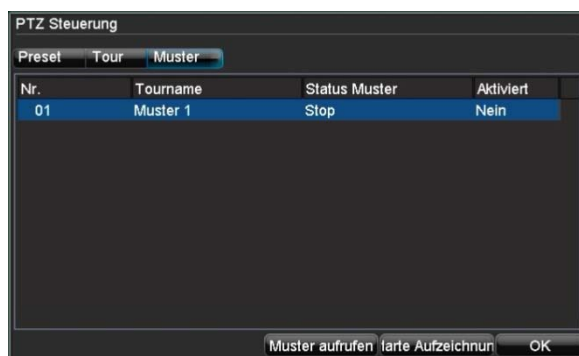 PTZ Steuerung
Preset Tour Muster
Nr. Tourname Status Muster Aktiviert
01 Muster 1 Stop Nein
Muster aufrufen tarte Aufzeichnun OK